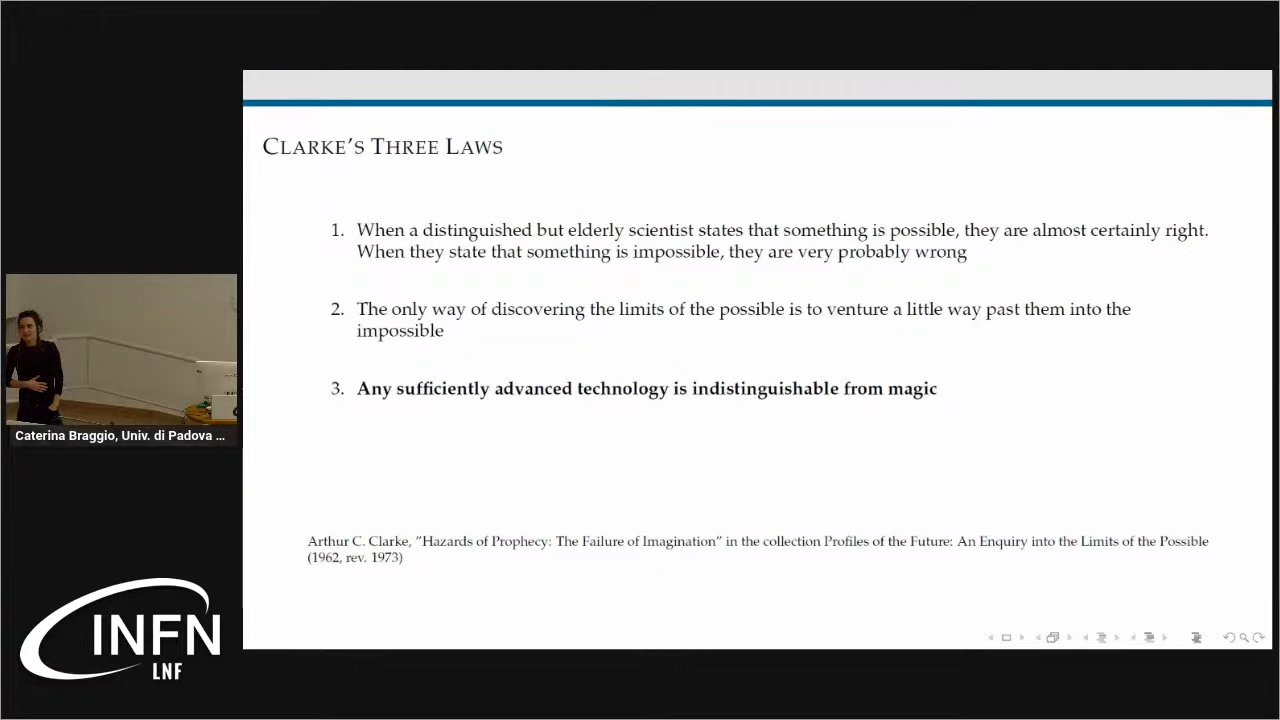 CLARKE'S THREE LAWS
1. When a distinguished but elderly scientist states that something is possible, they are almost certainly right.
When they state that something is impossible, they are very probably wrong
2. The only way of discovering the limits of the possible is to venture a little way past them into the
impossible
3. Any sufficiently advanced technology is indistinguishable from magic
Arthur C. Clarke, "Hazards of Prophecy: The Failure of Imagination" in the collection Profiles of the Future: An Enquiry into the Limits of the Possible
(1962, rev. 1973)
Caterina Braggio, Univ. di Padova ...
INFN
LNF